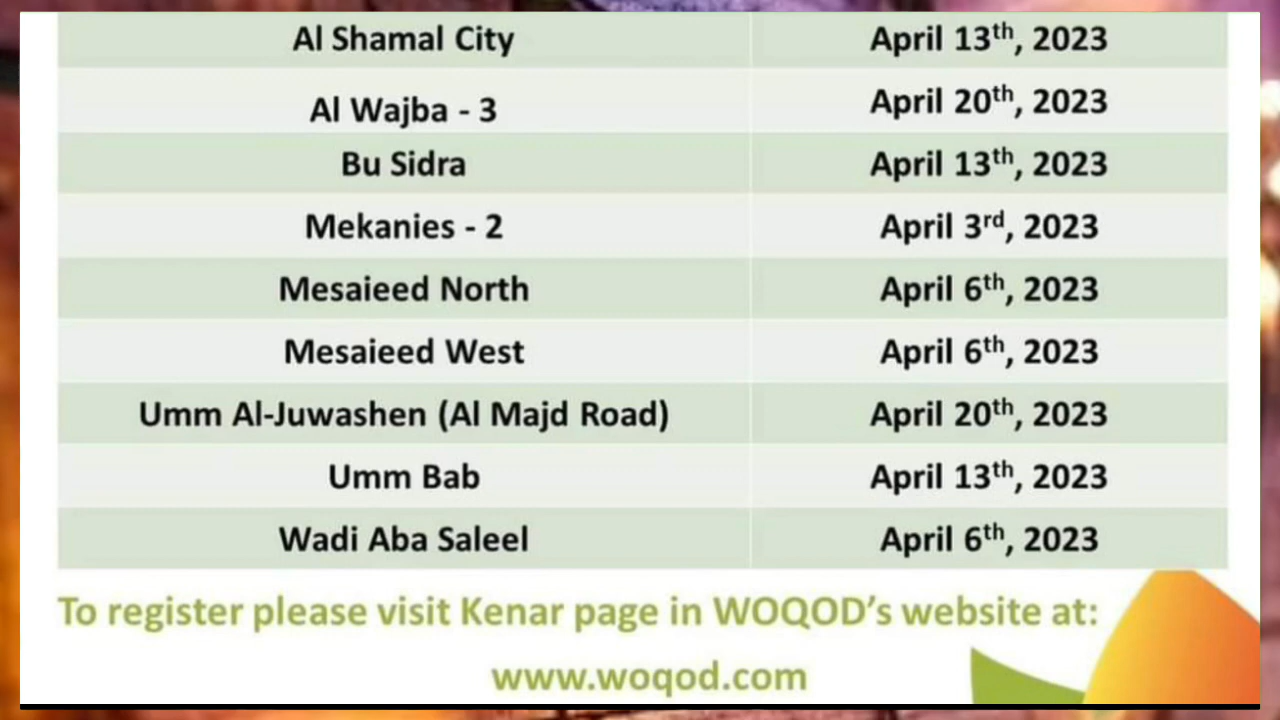 Al Shamal City April 13th, 2023
Al Wajba - 3 April 20th, 2023
Bu Sidra April 13th, 2023
Mekanies - 2 April 3rd, 2023
Mesaieed North April 6th, 2023
Mesaieed West April 6th, 2023
Umm Al-Juwashen (Al Majd Road) April 20th, 2023
Umm Bab April 13th, 2023
Wadi Aba Saleel April 6th, 2023
To register please visit Kenar page in WOQOD's website at:
www.woqod.com